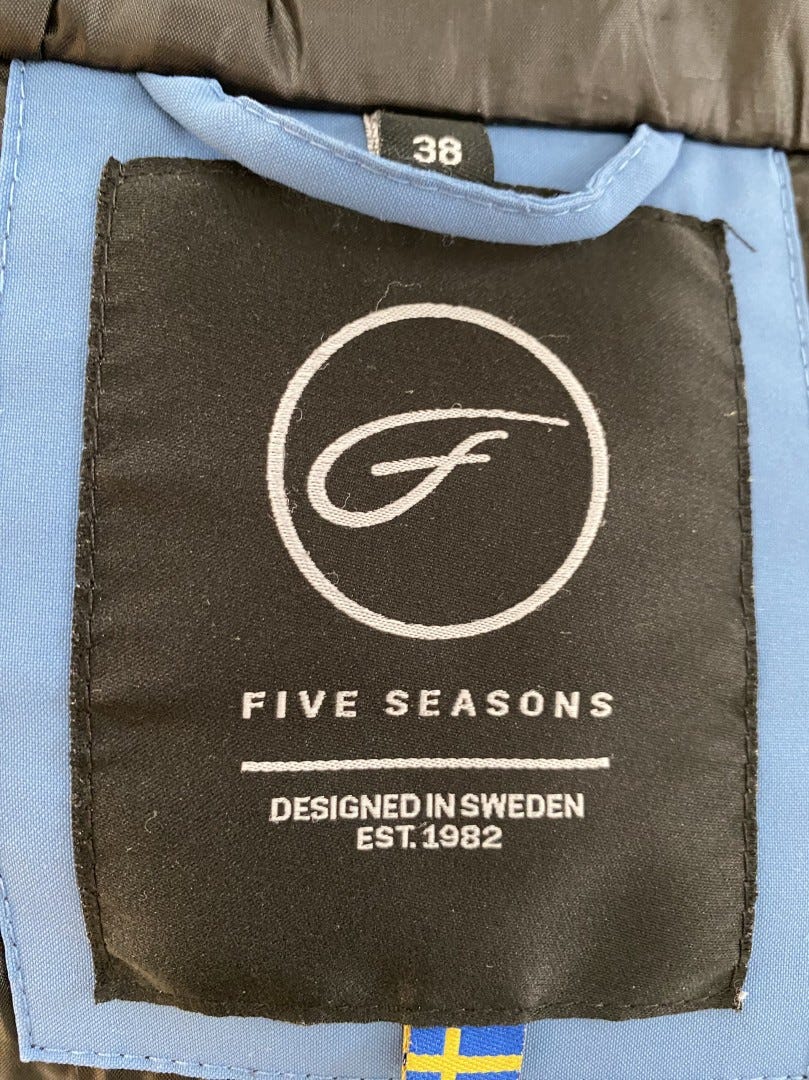 38
FIVE SEASONS
DESIGNED IN SWEDEN
EST. 1982